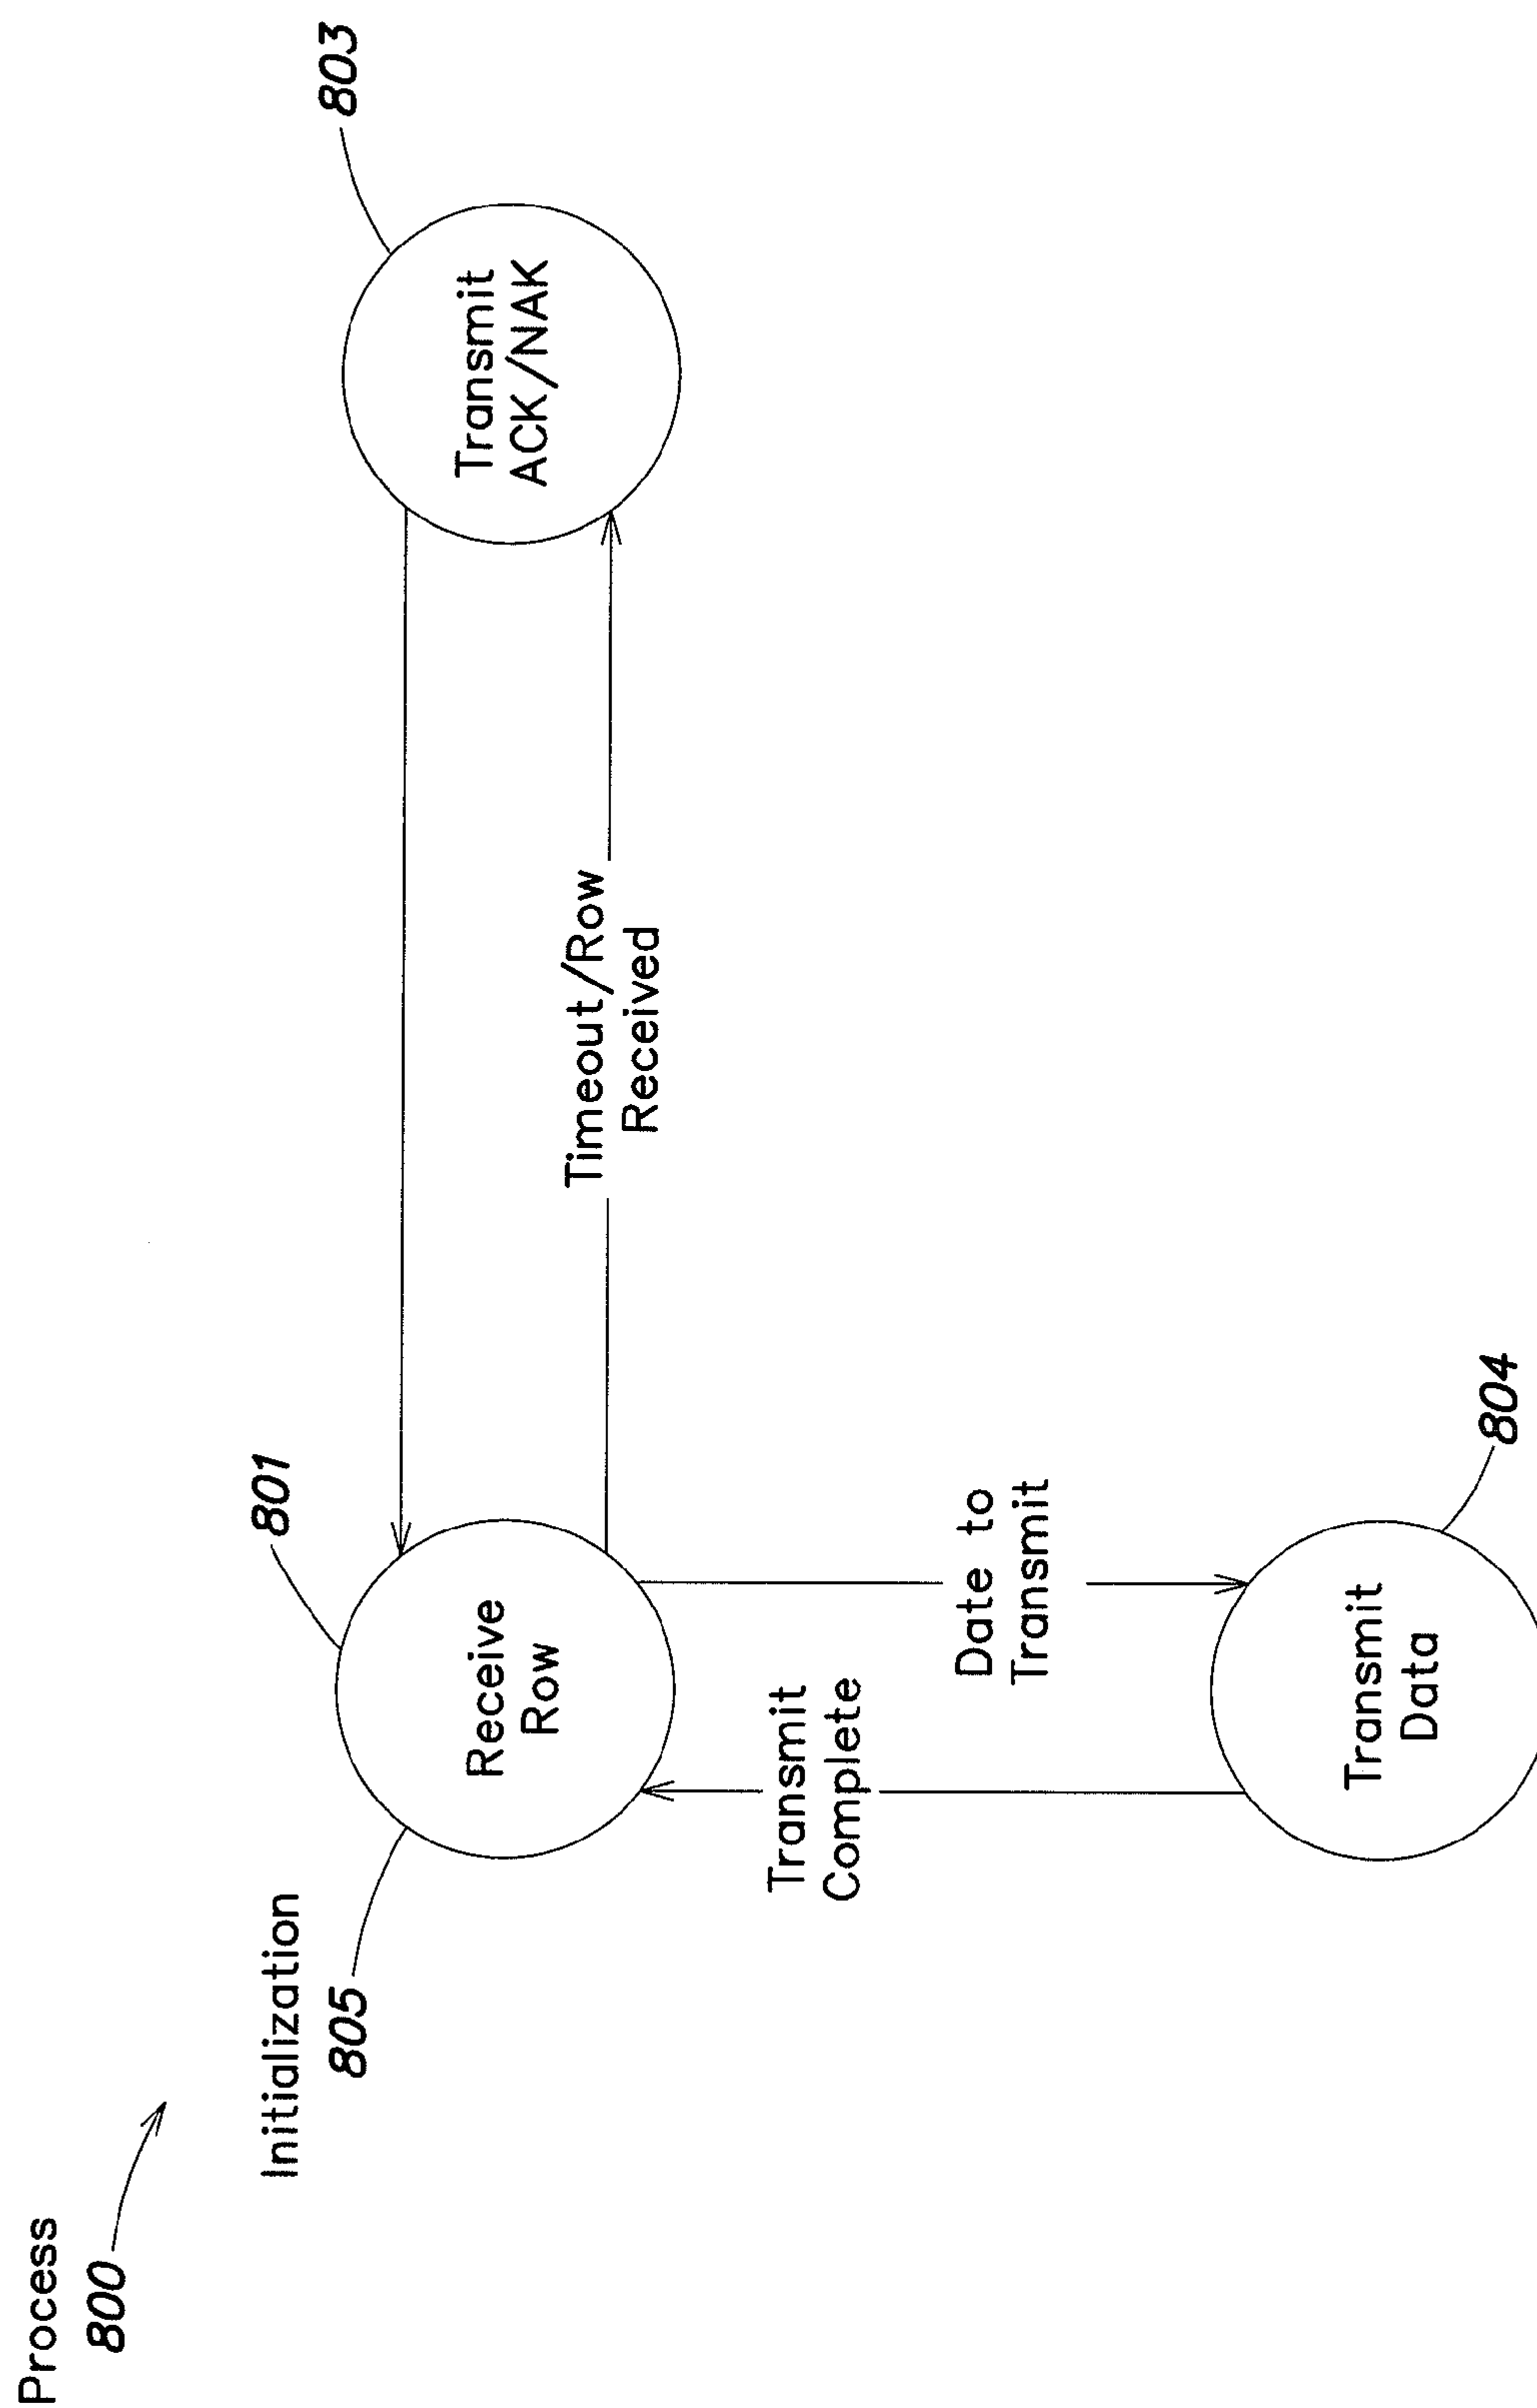 Process
800
Initialization
805
801
Receive
Row
803
Transmit
ACK/NAK
Timeout/Row
Received
Transmit
Complete
Date to
Transmit
Transmit
Data
804